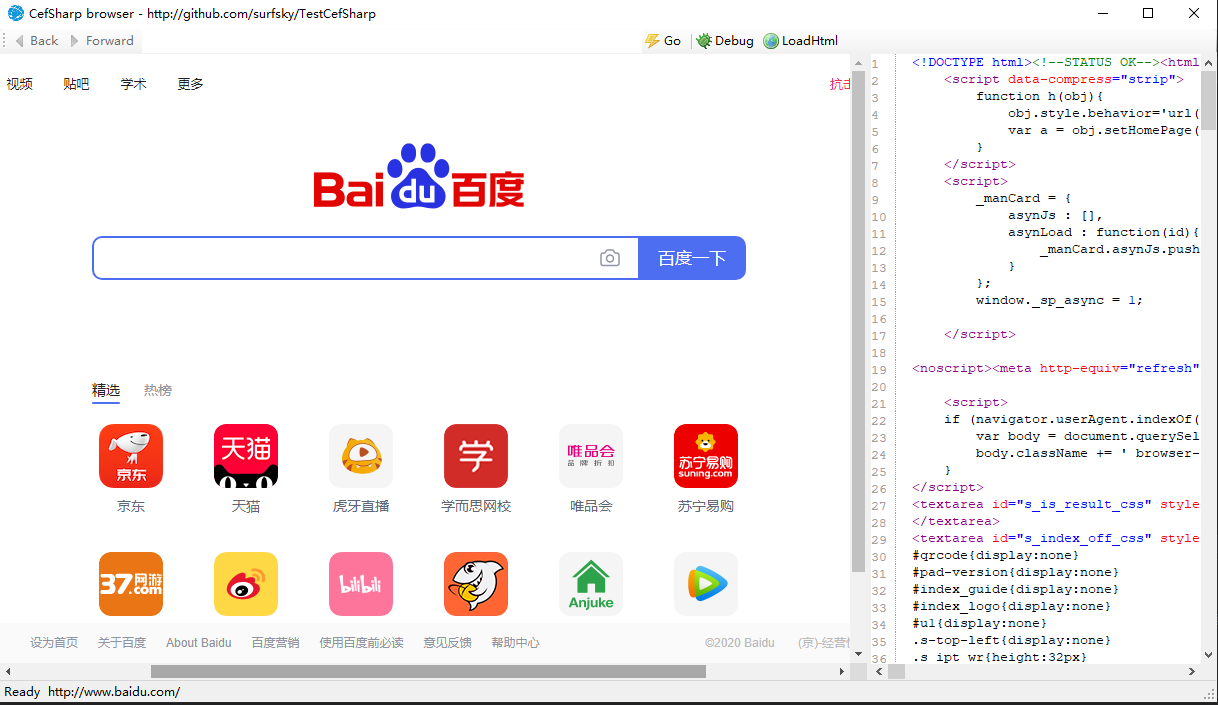 CefSharp browser - http://github.com/surfsky/TestCefSharp
Back Forward Go Debug LoadHtml
视频 贴吧 学术 更多 抗击
Bai du 百度
百度一下
精选 热榜
京东 天猫 唯品会 品牌折扣 学 苏宁易购 suning.com
京东 天猫 虎牙直播 学而思网校 唯品会 苏宁易购
37网游 .com bilibili Anjuke
设为首页 关于百度 About Baidu 百度营销 使用百度前必读 意见反馈 帮助中心 ©2020 Baidu (京)-经营性
1 <!DOCTYPE html><!--STATUS OK--><html
2 <script data-compress="strip">
3 function h(obj){
4 obj.style.behavior='url(
5 var a = obj.setHomePage(
6 }
7 </script>
8 <script>
9 _manCard = {
10 asynJs : [],
11 asynLoad : function(id){
12 _manCard.asynJs.push
13 }
14 };
15 window._sp_async = 1;
16
17 </script>
18
19 <noscript><meta http-equiv="refresh"
20
21 <script>
22 if (navigator.userAgent.indexOf(
23 var body = document.querySel
24 body.className += ' browser-
25 }
26 </script>
27 <textarea id="s_is_result_css" style
28 </textarea>
29 <textarea id="s_index_off_css" style
30 #qrcode{display:none}
31 #pad-version{display:none}
32 #index_guide{display:none}
33 #index_logo{display:none}
34 #u1{display:none}
35 .s-top-left{display:none}
36 .s_ipt_wr{height:32px}
Ready http://www.baidu.com/